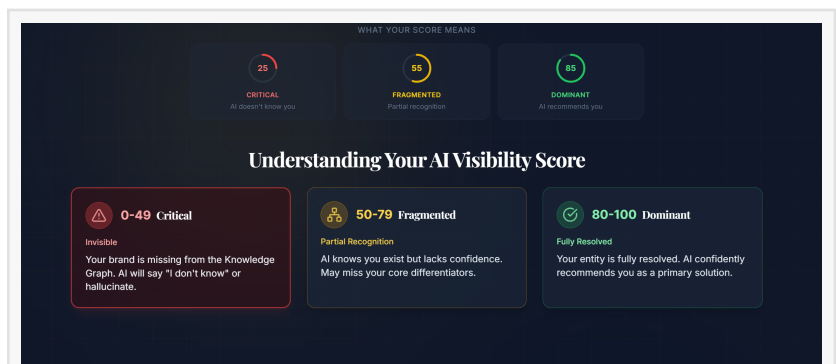 WHAT YOUR SCORE MEANS
25
CRITICAL
AI doesn't know you
55
FRAGMENTED
Partial recognition
85
DOMINANT
AI recommends you
Understanding Your AI Visibility Score
0-49 Critical
Invisible
Your brand is missing from the Knowledge
Graph. AI will say "I don't know" or
hallucinate.
50-79 Fragmented
Partial Recognition
AI knows you exist but lacks confidence.
May miss your core differentiators.
80-100 Dominant
Fully Resolved
Your entity is fully resolved. AI confidently
recommends you as a primary solution.